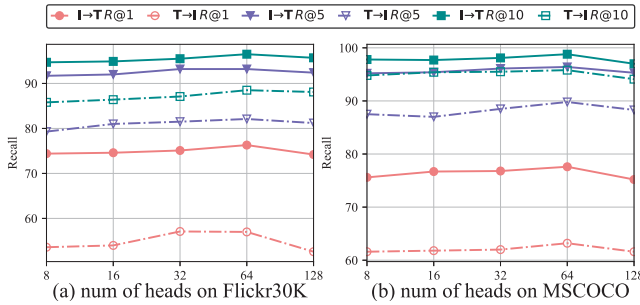 I→T R@1 T→I R@1 I→T R@5 T→I R@5 I→T R@10 T→I R@10
Recall
90
80
70
60
8 16 32 64 128
(a) num of heads on Flickr30K
Recall
100
90
80
70
60
8 16 32 64 128
(b) num of heads on MSCOCO